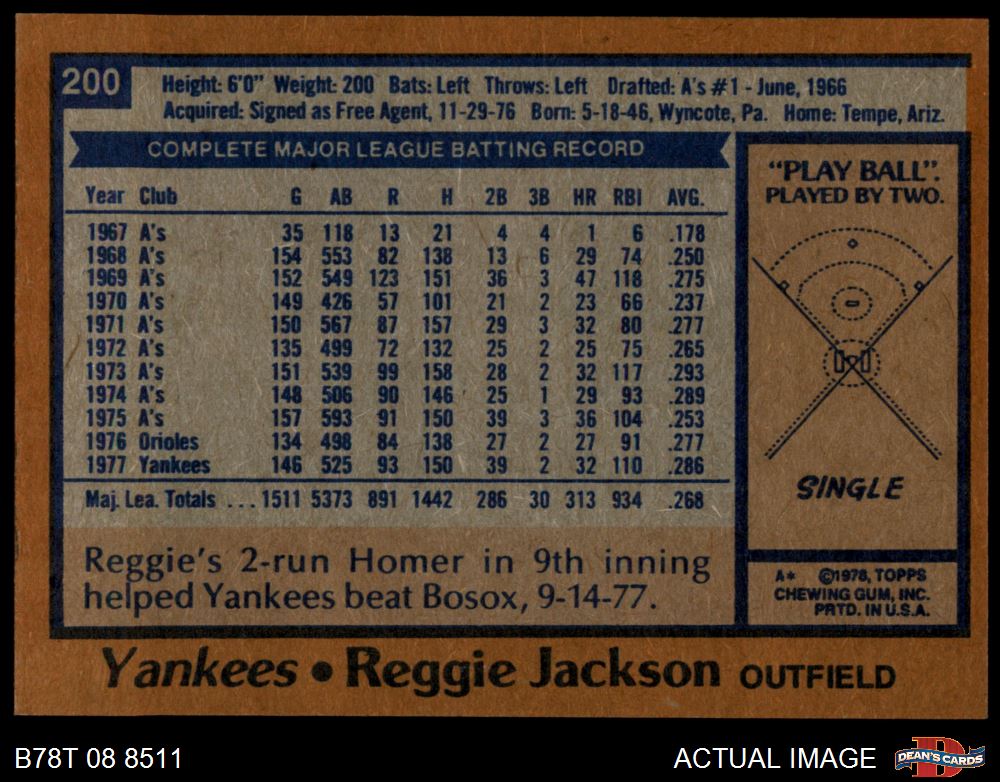 200
Height: 6'0" Weight: 200 Bats: Left Throws: Left Drafted: A's #1 - June, 1966
Acquired: Signed as Free Agent, 11-29-76 Born: 5-18-46, Wyncote, Pa. Home: Tempe, Ariz.
COMPLETE MAJOR LEAGUE BATTING RECORD
Year Club G AB R H 2B 3B HR RBI AVG.
1967 A's 35 118 13 21 4 4 1 6 .178
1968 A's 154 553 82 138 13 6 29 74 .250
1969 A's 152 549 123 151 36 3 47 118 .275
1970 A's 149 426 57 101 21 2 23 66 .237
1971 A's 150 567 87 157 29 3 32 80 .277
1972 A's 135 499 72 132 25 2 25 75 .265
1973 A's 151 539 99 158 28 2 32 117 .293
1974 A's 148 506 90 146 25 1 29 93 .289
1975 A's 157 593 91 150 39 3 36 104 .253
1976 Orioles 134 498 84 138 27 2 27 91 .277
1977 Yankees 146 525 93 150 39 2 32 110 .286
Maj. Lea. Totals ... 1511 5373 891 1442 286 30 313 934 .268
Reggie's 2-run Homer in 9th inning
helped Yankees beat Bosox, 9-14-77.
"PLAY BALL":
PLAYED BY TWO.
SINGLE
A* ©1978, TOPPS
CHEWING GUM, INC.
PRTD. IN U.S.A.
Yankees • Reggie Jackson OUTFIELD
B78T 08 8511
ACTUAL IMAGE
D
DEAN'S CARDS